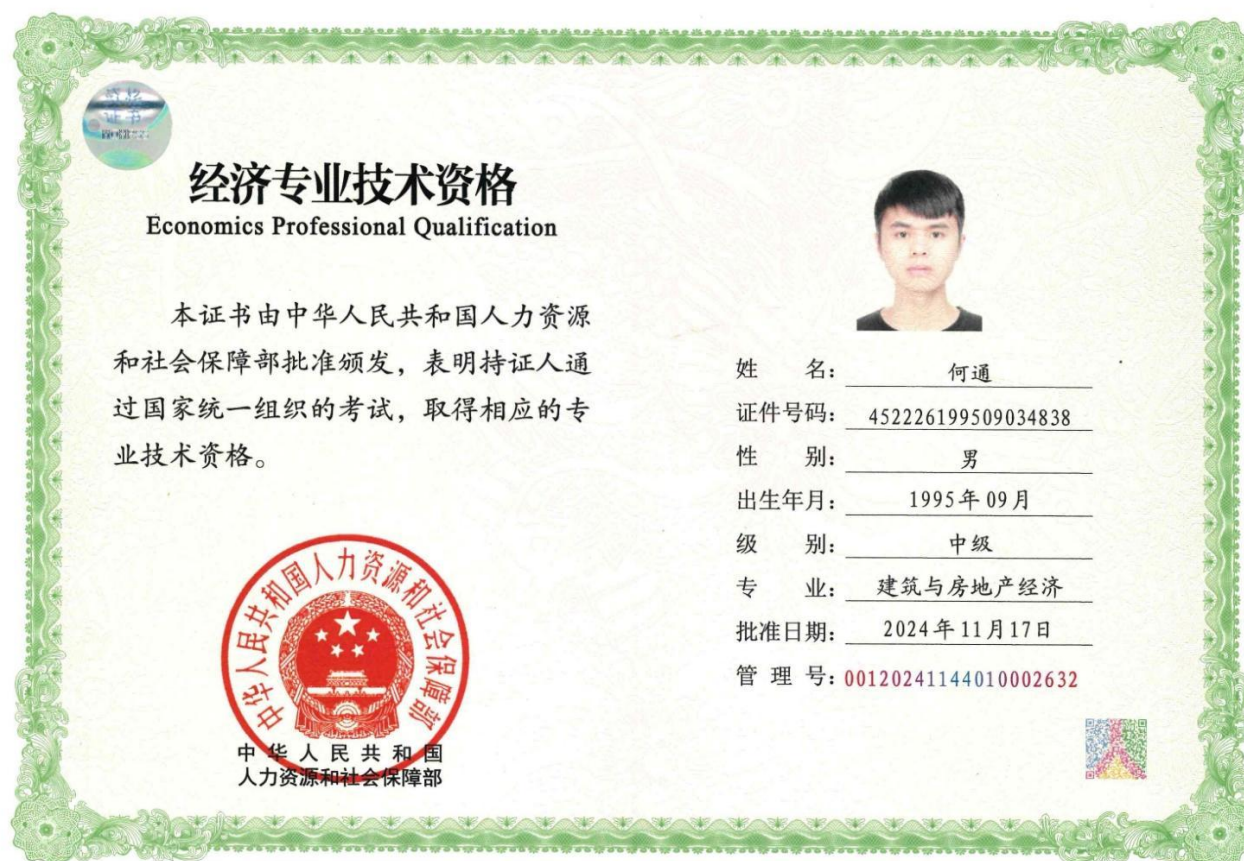 资格
证书
经济专业技术资格
Economics Professional Qualification
本证书由中华人民共和国人力资源
和社会保障部批准颁发，表明持证人通
过国家统一组织的考试，取得相应的专
业技术资格。
中华人民共和国人力资源和社会保障部
中华人民共和国
人力资源和社会保障部
姓 名：何通
证件号码：452226199509034838
性 别：男
出生年月：1995年09月
级 别：中级
专 业：建筑与房地产经济
批准日期：2024年11月17日
管 理 号：00120241144010002632